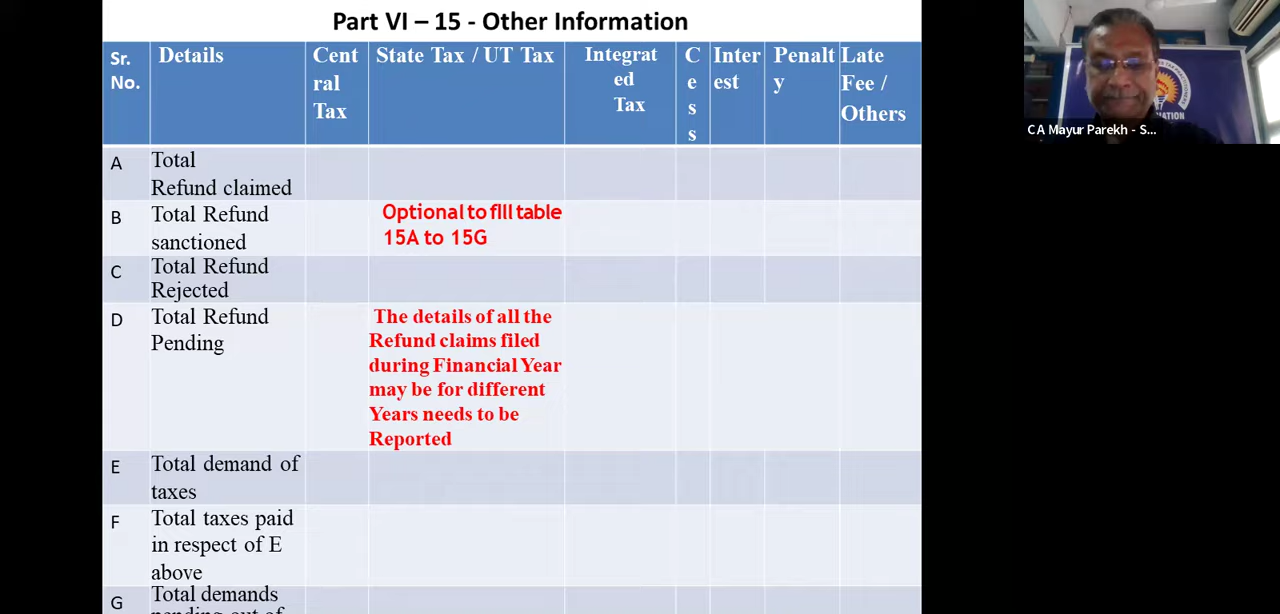 Part VI – 15 - Other Information
Sr. No.
Details
Cent
ral
Tax
State Tax / UT Tax
Integrat
ed
Tax
C
e
s
s
Inter
est
Penalt
y
Late
Fee /
Others
A
Total
Refund claimed
B
Total Refund
sanctioned
Optional to fill table
15A to 15G
C
Total Refund
Rejected
D
Total Refund
Pending
The details of all the
Refund claims filed
during Financial Year
may be for different
Years needs to be
Reported
E
Total demand of
taxes
F
Total taxes paid
in respect of E
above
G
Total demands
pending out of
CA Mayur Parekh - S...